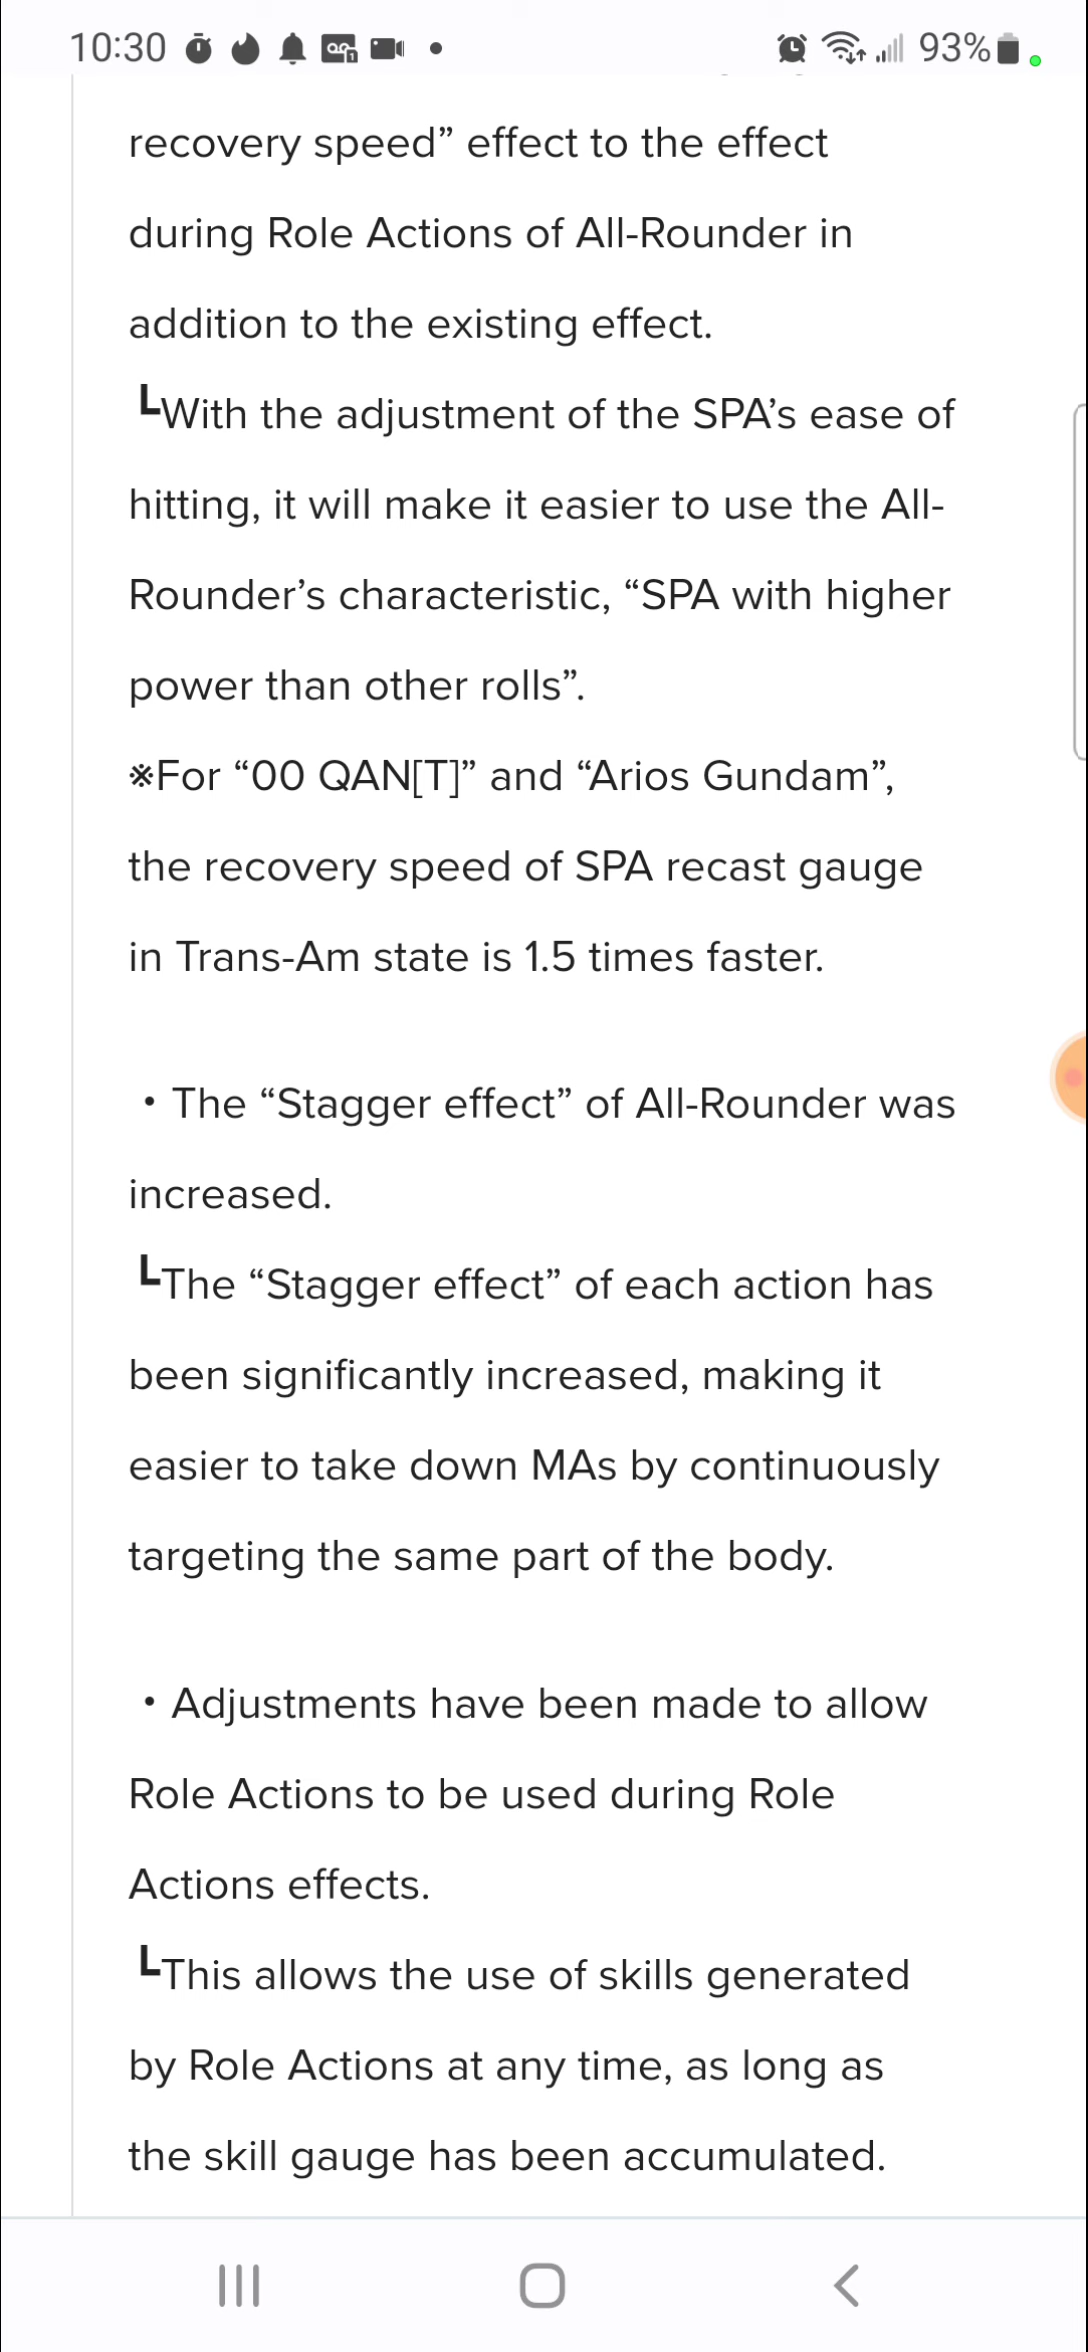 10:30
93%
recovery speed” effect to the effect
during Role Actions of All-Rounder in
addition to the existing effect.
┗With the adjustment of the SPA’s ease of
hitting, it will make it easier to use the All-
Rounder’s characteristic, “SPA with higher
power than other rolls”.
※For “00 QAN[T]” and “Arios Gundam”,
the recovery speed of SPA recast gauge
in Trans-Am state is 1.5 times faster.
・The “Stagger effect” of All-Rounder was
increased.
┗The “Stagger effect” of each action has
been significantly increased, making it
easier to take down MAs by continuously
targeting the same part of the body.
・Adjustments have been made to allow
Role Actions to be used during Role
Actions effects.
┗This allows the use of skills generated
by Role Actions at any time, as long as
the skill gauge has been accumulated.